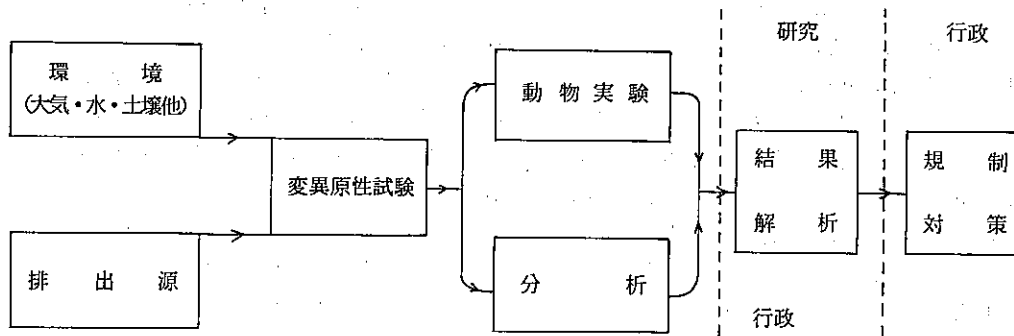 研究
行政
環境
(大気・水・土壌他)
動物実験
変異原性試験
結果
解析
規制
対策
排出源
分析
行政